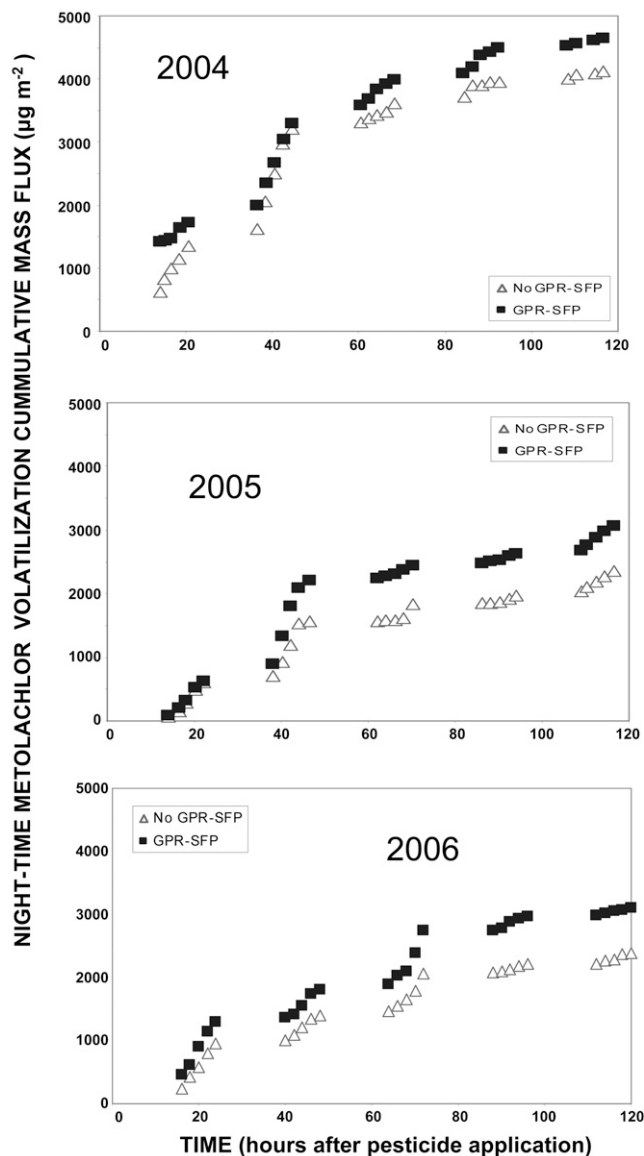 NIGHT-TIME METOLACHLOR VOLATILIZATION CUMMULATIVE MASS FLUX (µg m-2 )
5000
4000
3000
2000
1000
0
2004
No GPR-SFP
GPR-SFP
0 20 40 60 80 100 120
5000
4000
3000
2000
1000
0
2005
No GPR-SFP
GPR-SFP
0 20 40 60 80 100 120
5000
4000
3000
2000
1000
0
No GPR-SFP
GPR-SFP
2006
0 20 40 60 80 100 120
TIME (hours after pesticide application)